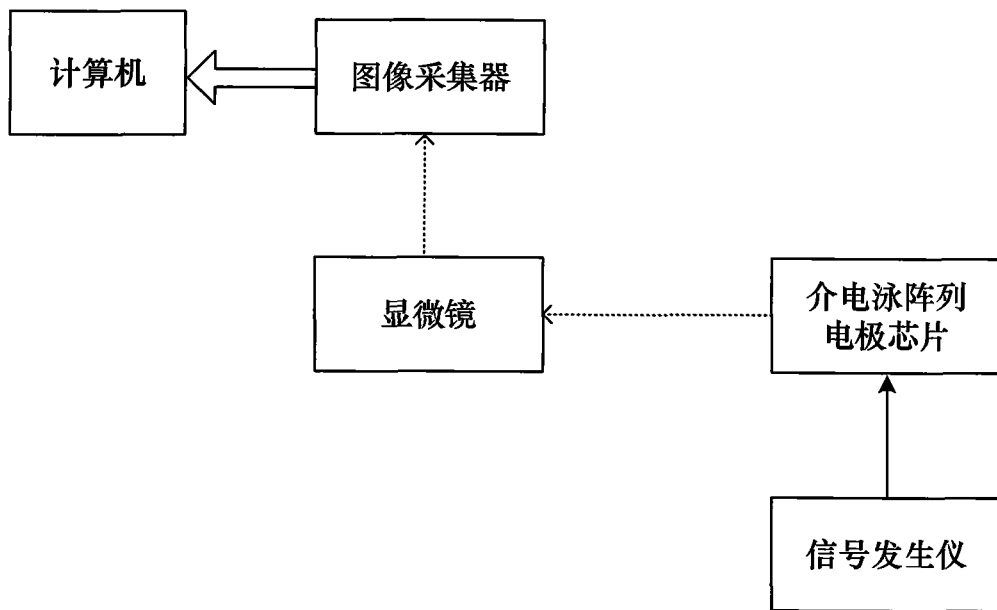 计算机
图像采集器
显微镜
介电泳阵列
电极芯片
信号发生仪